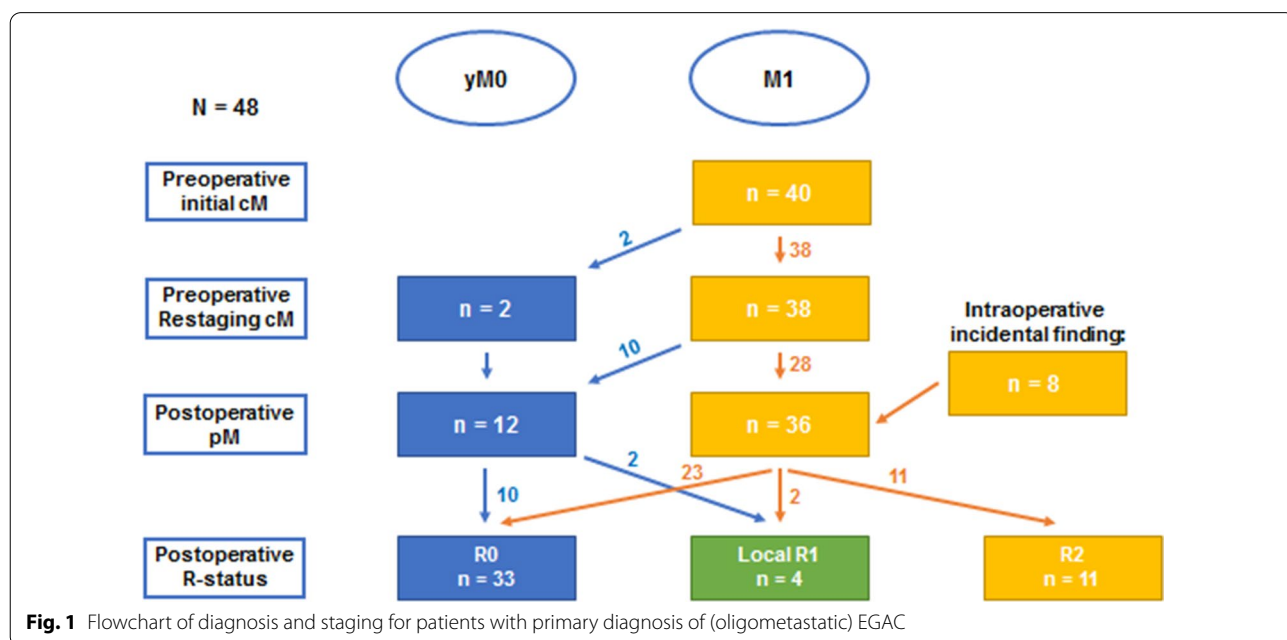 yM0
M1
N = 48
Preoperative
initial cM
n = 40
2
38
Preoperative
Restaging cM
n = 2
n = 38
Intraoperative
incidental finding:
10
28
n = 8
Postoperative
pM
n = 12
n = 36
2
23
11
10
2
Postoperative
R-status
R0
n = 33
Local R1
n = 4
R2
n = 11
Fig. 1 Flowchart of diagnosis and staging for patients with primary diagnosis of (oligometastatic) EGAC